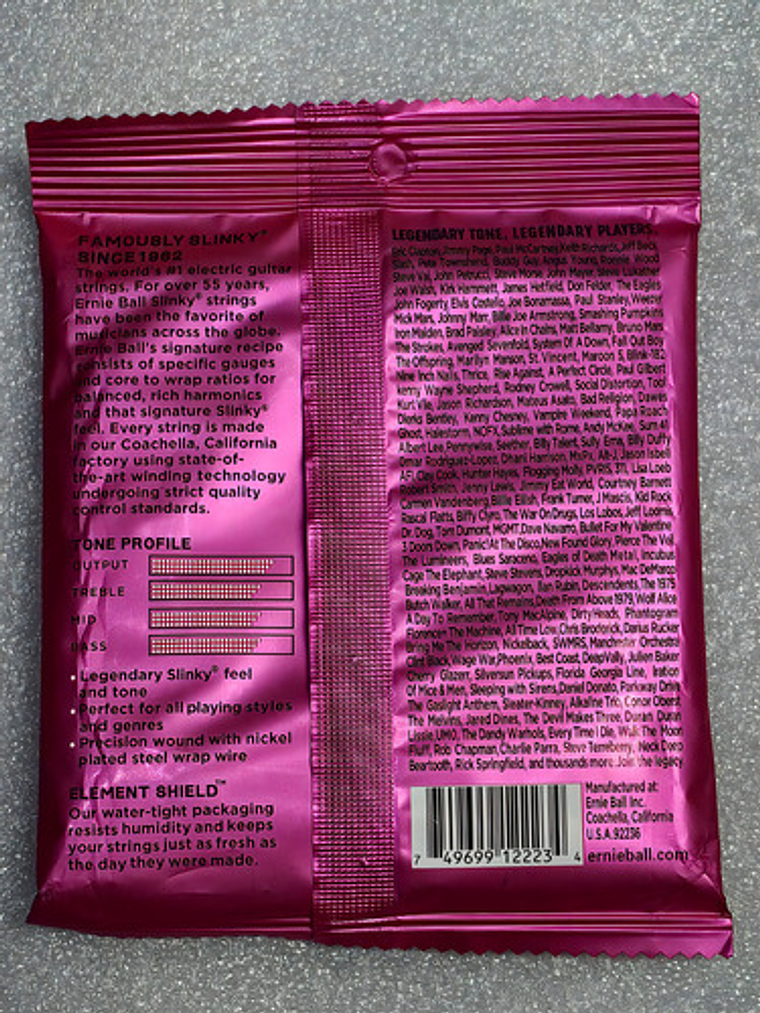 FAMOUSLY SLINKY®
SINCE 1962
The world's #1 electric guitar
strings. For over 55 years,
Ernie Ball Slinky® strings
have been the favorite of
musicians across the globe.
Ernie Ball's signature recipe
consists of specific gauges
and core to wrap ratios for
balanced, rich harmonics
and that signature Slinky®
feel. Every string is made
in our Coachella, California
factory using state-of-
the-art winding technology
undergoing strict quality
control standards.
TONE PROFILE
OUTPUT
TREBLE
MID
BASS
• Legendary Slinky® feel
and tone
• Perfect for all playing styles
and genres
• Precision wound with nickel
plated steel wrap wire
ELEMENT SHIELD™
Our water-tight packaging
resists humidity and keeps
your strings just as fresh as
the day they were made.
LEGENDARY TONE, LEGENDARY PLAYERS.
Eric Clapton, Jimmy Page, Paul McCartney, Keith Richards, Jeff Beck
Slash, Pete Townshend, Buddy Guy, Angus Young, Ronnie Wood
Steve Vai, John Petrucci, Steve Morse, John Mayer, Steve Lukather
Joe Walsh, Kirk Hammett, James Hetfield, Don Felder, The Eagles
John Fogerty, Elvis Costello, Joe Bonamassa, Paul Stanley, Weezer
Mick Mars, Johnny Marr, Billie Joe Armstrong, Smashing Pumpkins
Iron Maiden, Brad Paisley, Alice In Chains, Matt Bellamy, Bruno Mars
The Strokes, Avenged Sevenfold, System Of A Down, Fall Out Boy
The Offspring, Marilyn Manson, St. Vincent, Maroon 5, Blink-182
Nine Inch Nails, Thrice, Rise Against, A Perfect Circle, Paul Gilbert
Kenny Wayne Shepherd, Rodney Crowell, Social Distortion, Tool
Kurt Vile, Jason Richardson, Mateus Asato, Bad Religion, Dawes
Dierks Bentley, Kenny Chesney, Vampire Weekend, Papa Roach
Ghost, Halestorm, NOFX, Sublime with Rome, Andy McKee, Sum 41
Albert Lee, Pennywise, Seether, Billy Talent, Sully Erna, Billy Duffy
Omar Rodriguez-Lopez, Dhani Harrison, MxPx, Alt-J, Jason Isbell
AFI, Clay Cook, Hunter Hayes, Flogging Molly, PVRIS, 311, Lisa Loeb
Robert Smith, Jenny Lewis, Jimmy Eat World, Courtney Barnett
Carmen Vandenberg, Billie Eilish, Frank Turner, J Mascis, Kid Rock
Rascal Flatts, Biffy Clyro, The War On Drugs, Los Lobos, Jeff Loomis
Dr. Dog, Tom Dumont, MGMT, Dave Navarro, Bullet For My Valentine
3 Doors Down, Panic! At The Disco, New Found Glory, Pierce The Veil
The Lumineers, Blues Saraceno, Eagles of Death Metal, Incubus
Cage The Elephant, Steve Stevens, Dropkick Murphys, Mac DeMarco
Breaking Benjamin, Lagwagon, Ilan Rubin, Descendents, The 1975
Butch Walker, All That Remains, Death From Above 1979, Wolf Alice
A Day To Remember, Tony MacAlpine, Dirty Heads, Phantogram
Florence + The Machine, All Time Low, Chris Broderick, Darius Rucker
Bring Me The Horizon, Nickelback, SWMRS, Manchester Orchestra
Clint Black, Wage War, Phoenix, Best Coast, Deap Vally, Julien Baker
Cherry Glazerr, Silversun Pickups, Florida Georgia Line, Iration
Of Mice & Men, Sleeping with Sirens, Daniel Donato, Parkway Drive
The Gaslight Anthem, Sleater-Kinney, Alkaline Trio, Conor Oberst
The Melvins, Jared Dines, The Devil Makes Three, Duran Duran
Lissie, UMO, The Dandy Warhols, Every Time I Die, Walk The Moon
Fluff, Rob Chapman, Charlie Parra, Steve Terreberry, Neck Deep
Beartooth, Rick Springfield, and thousands more. Join the legacy
Manufactured at:
Ernie Ball Inc.
Coachella, California
U.S.A. 92236
ernieball.com
7 49699 12223 4